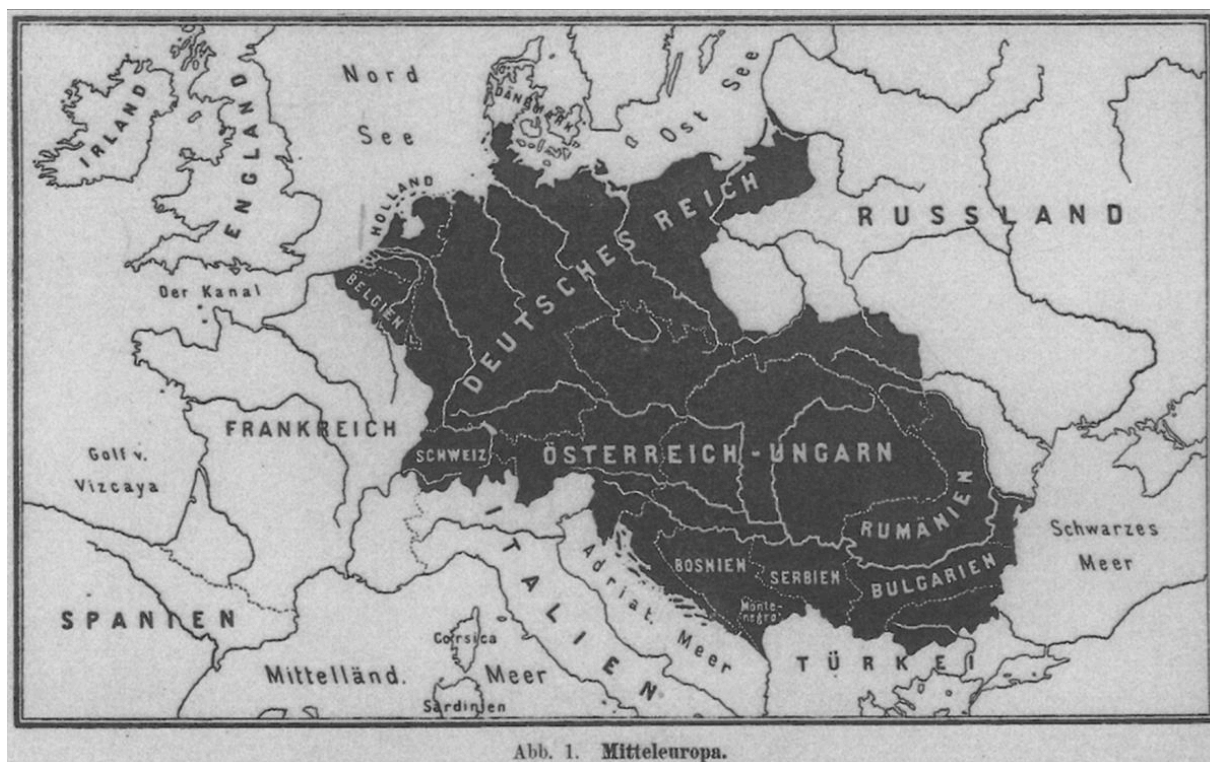 Nord
See
DÄNEMARK
Ost See
IRLAND
ENGLAND
HOLLAND
DEUTSCHES REICH
RUSSLAND
Der Kanal
BELGIEN
FRANKREICH
SCHWEIZ
ÖSTERREICH-UNGARN
Golf v.
Vizcaya
RUMÄNIEN
Schwarzes
Meer
ITALIEN
Adriat. Meer
BOSNIEN
SERBIEN
BULGARIEN
Monte-
negro
SPANIEN
Corsica
TÜRKEI
Mittelländ. Meer
Sardinien
Abb. 1. Mitteleuropa.